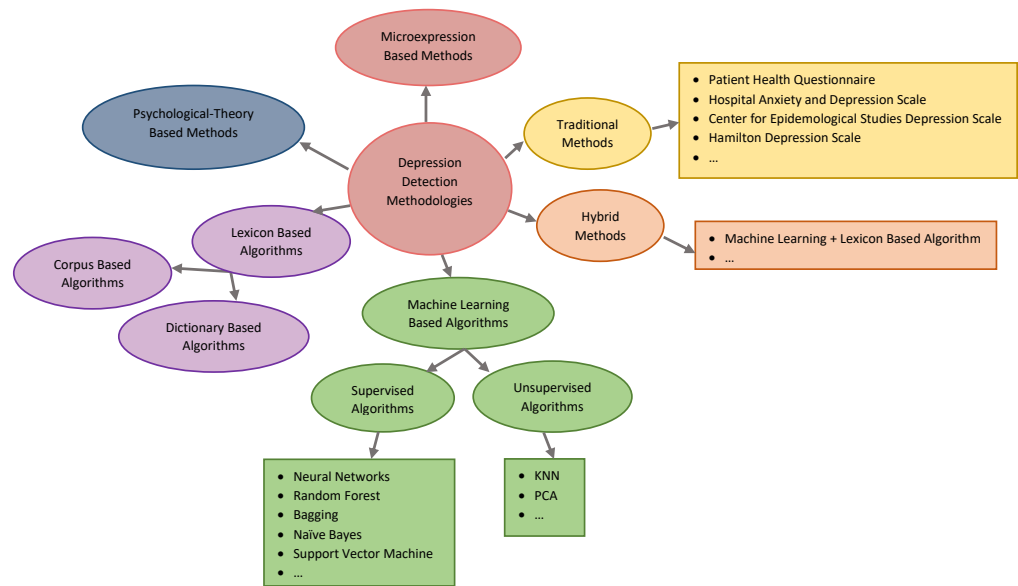 Microexpression
Based Methods
Psychological-Theory
Based Methods
Traditional
Methods
• Patient Health Questionnaire
• Hospital Anxiety and Depression Scale
• Center for Epidemiological Studies Depression Scale
• Hamilton Depression Scale
• ...
Depression
Detection
Methodologies
Hybrid
Methods
• Machine Learning + Lexicon Based Algorithm
• ...
Lexicon Based
Algorithms
Corpus Based
Algorithms
Dictionary Based
Algorithms
Machine Learning
Based Algorithms
Supervised
Algorithms
Unsupervised
Algorithms
• Neural Networks
• Random Forest
• Bagging
• Naïve Bayes
• Support Vector Machine
• ...
• KNN
• PCA
• ...